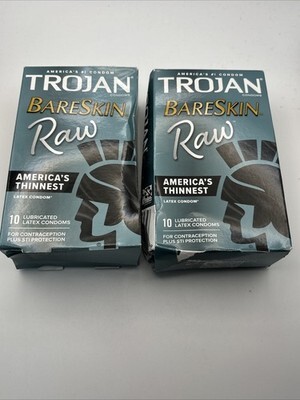 AMERICA'S #1 CONDOM
TROJAN
CONDOMS
BARESKIN
Raw
AMERICA'S
THINNEST
LATEX CONDOM*
10 LUBRICATED
LATEX CONDOMS
FOR CONTRACEPTION
PLUS STI PROTECTION
AMERICA'S #1 CONDOM
TROJAN
CONDOMS
BARESKIN
Raw
AMERICA'S
THINNEST
LATEX CONDOM*
10 LUBRICATED
LATEX CONDOMS
FOR CONTRACEPTION
PLUS STI PROTECTION